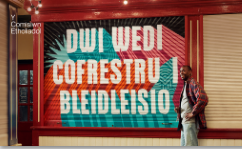 Y
Comisiwn
Etholiadol
DWI WEDI
COFRESTRU I
BLEIDLEISIO